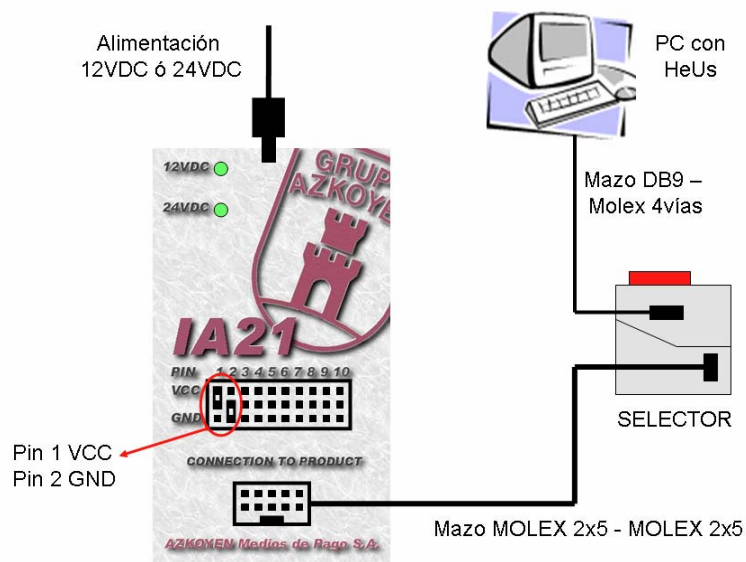 Alimentación
12VDC ó 24VDC
PC con
HeUs
12VDC
24VDC
GRUP
AZKOYE
Mazo DB9 –
Molex 4vías
IA21
PIN 1 2 3 4 5 6 7 8 9 10
VCC
GND
SELECTOR
Pin 1 VCC
Pin 2 GND
CONNECTION TO PRODUCT
Mazo MOLEX 2x5 - MOLEX 2x5
AZKOYEN Medios de Pago S.A.